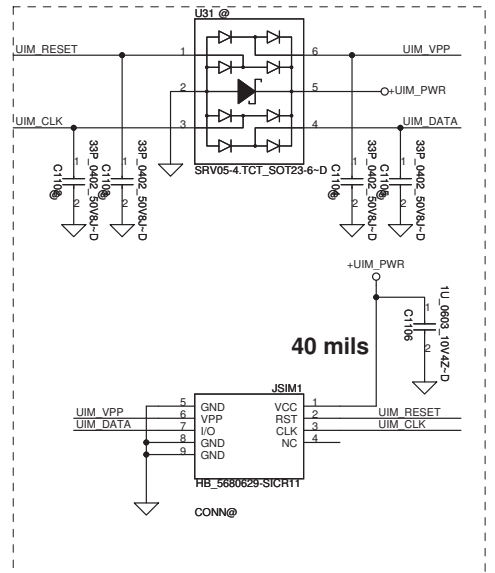 U31 @
UIM_RESET
1
6
UIM_VPP
2
5
+UIM_PWR
UIM_CLK
3
4
UIM_DATA
SRV05-4.TCT_SOT23-6~D
33P_0402_50V8J~D
1
2
@
33P_0402_50V8J~D
1
2
@
33P_0402_50V8J~D
1
2
@
33P_0402_50V8J~D
1
2
@
+UIM_PWR
1U_0603_10V4Z~D
C1106
1
2
40 mils
JSIM1
5 GND VCC 1
UIM_VPP 6 VPP RST 2 UIM_RESET
UIM_DATA 7 I/O CLK 3 UIM_CLK
8 GND NC 4
9 GND
HB_5680629-SICR11
CONN@